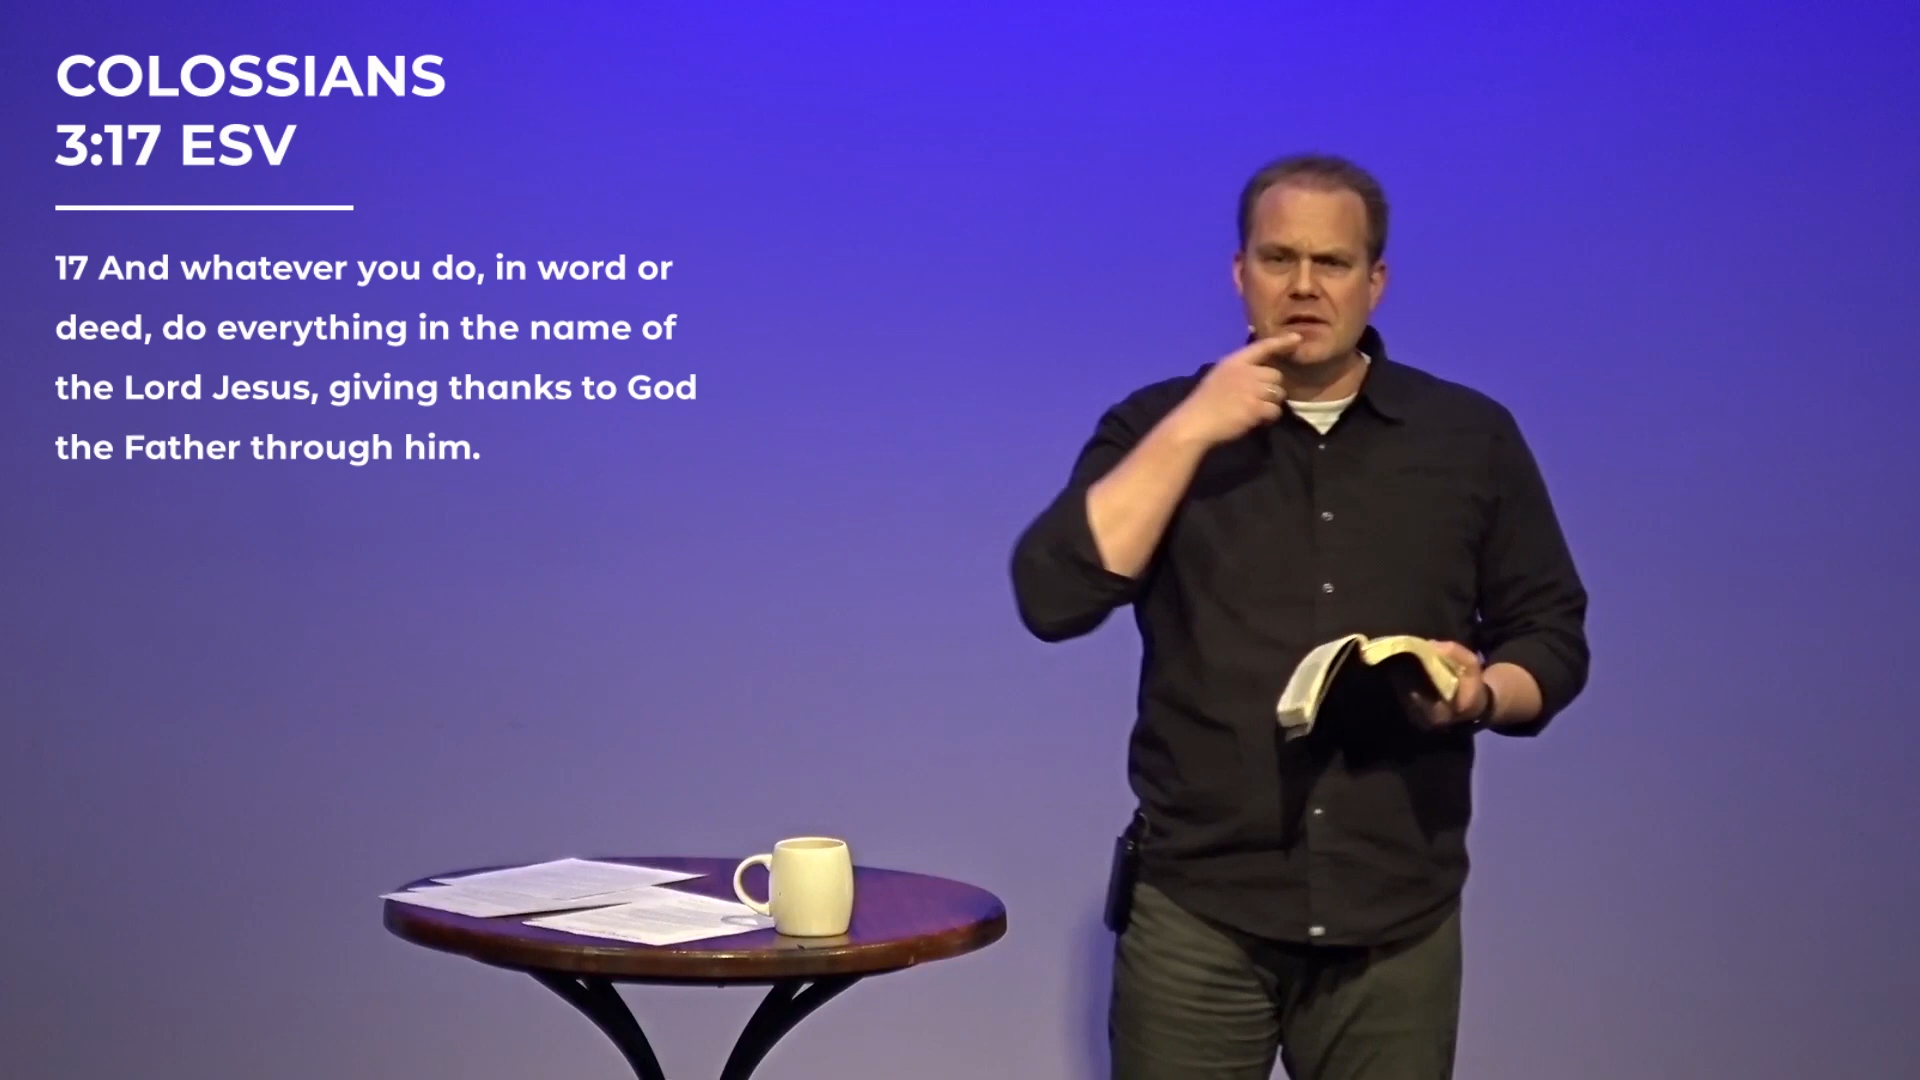 COLOSSIANS
3:17 ESV
17 And whatever you do, in word or
deed, do everything in the name of
the Lord Jesus, giving thanks to God
the Father through him.